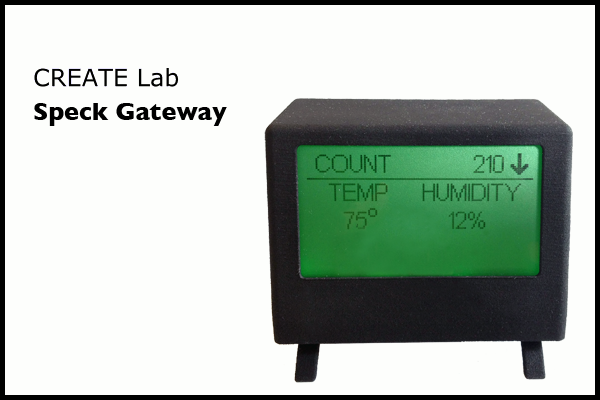 CREATE Lab
Speck Gateway
COUNT 210 ↓
TEMP HUMIDITY
75° 12%